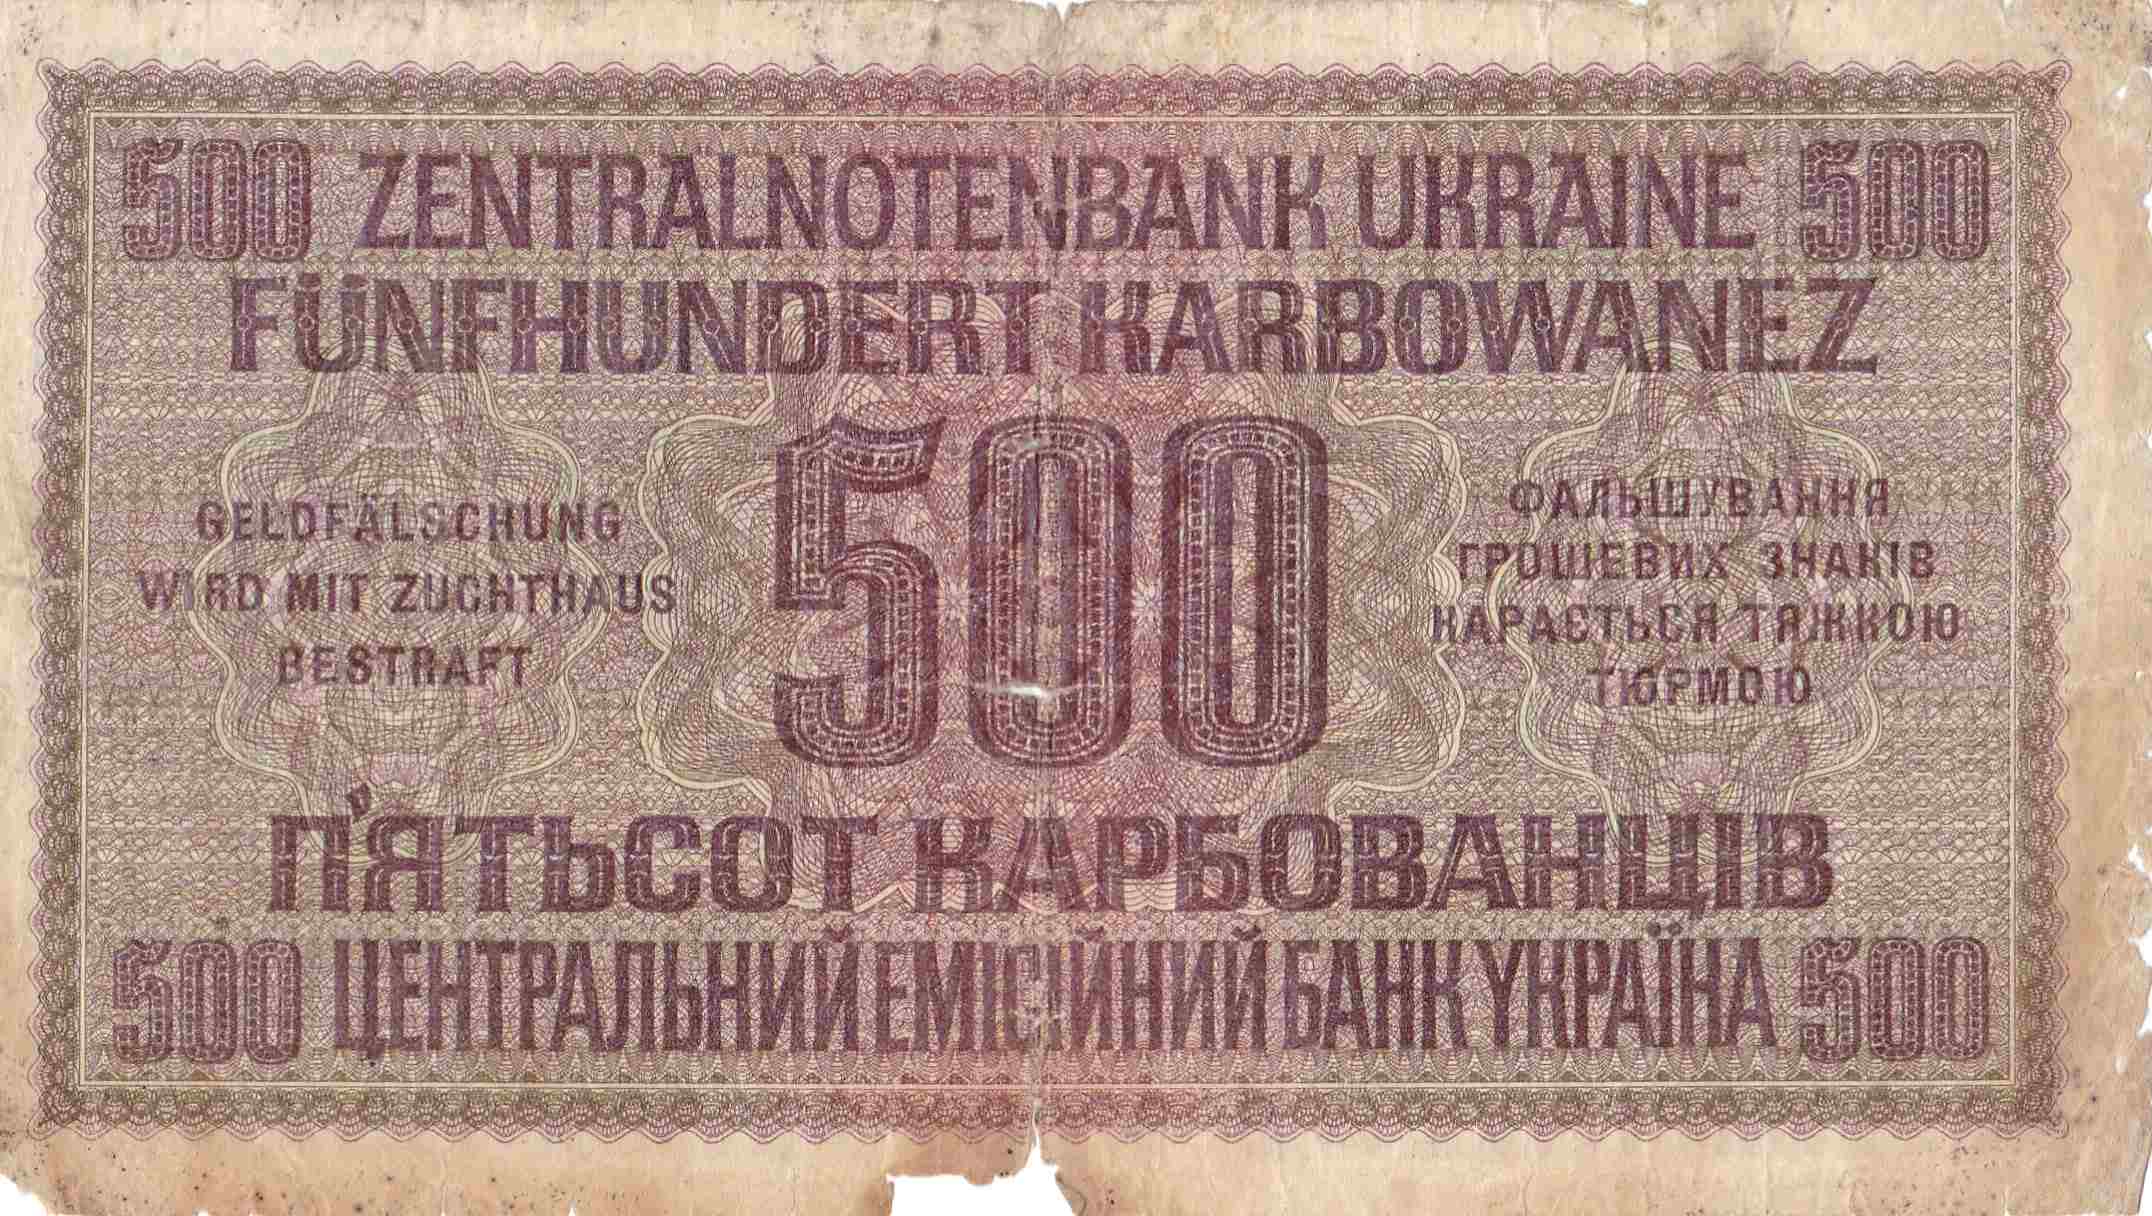 500 ZENTRALNOTENBANK UKRAINE 500
FÜNFHUNDERT KARBOWANEZ
GELDFÄLSCHUNG
WIRD MIT ZUCHTHAUS
BESTRAFT
500
ФАЛЬШУВАННЯ
ГРОШЕВИХ ЗНАКІВ
КАРАЄТЬСЯ ТЯЖКОЮ
ТЮРМОЮ
П'ЯТЬСОТ КАРБОВАНЦІВ
500 ЦЕНТРАЛЬНИЙ ЕМІСІЙНИЙ БАНК УКРАЇНА 500